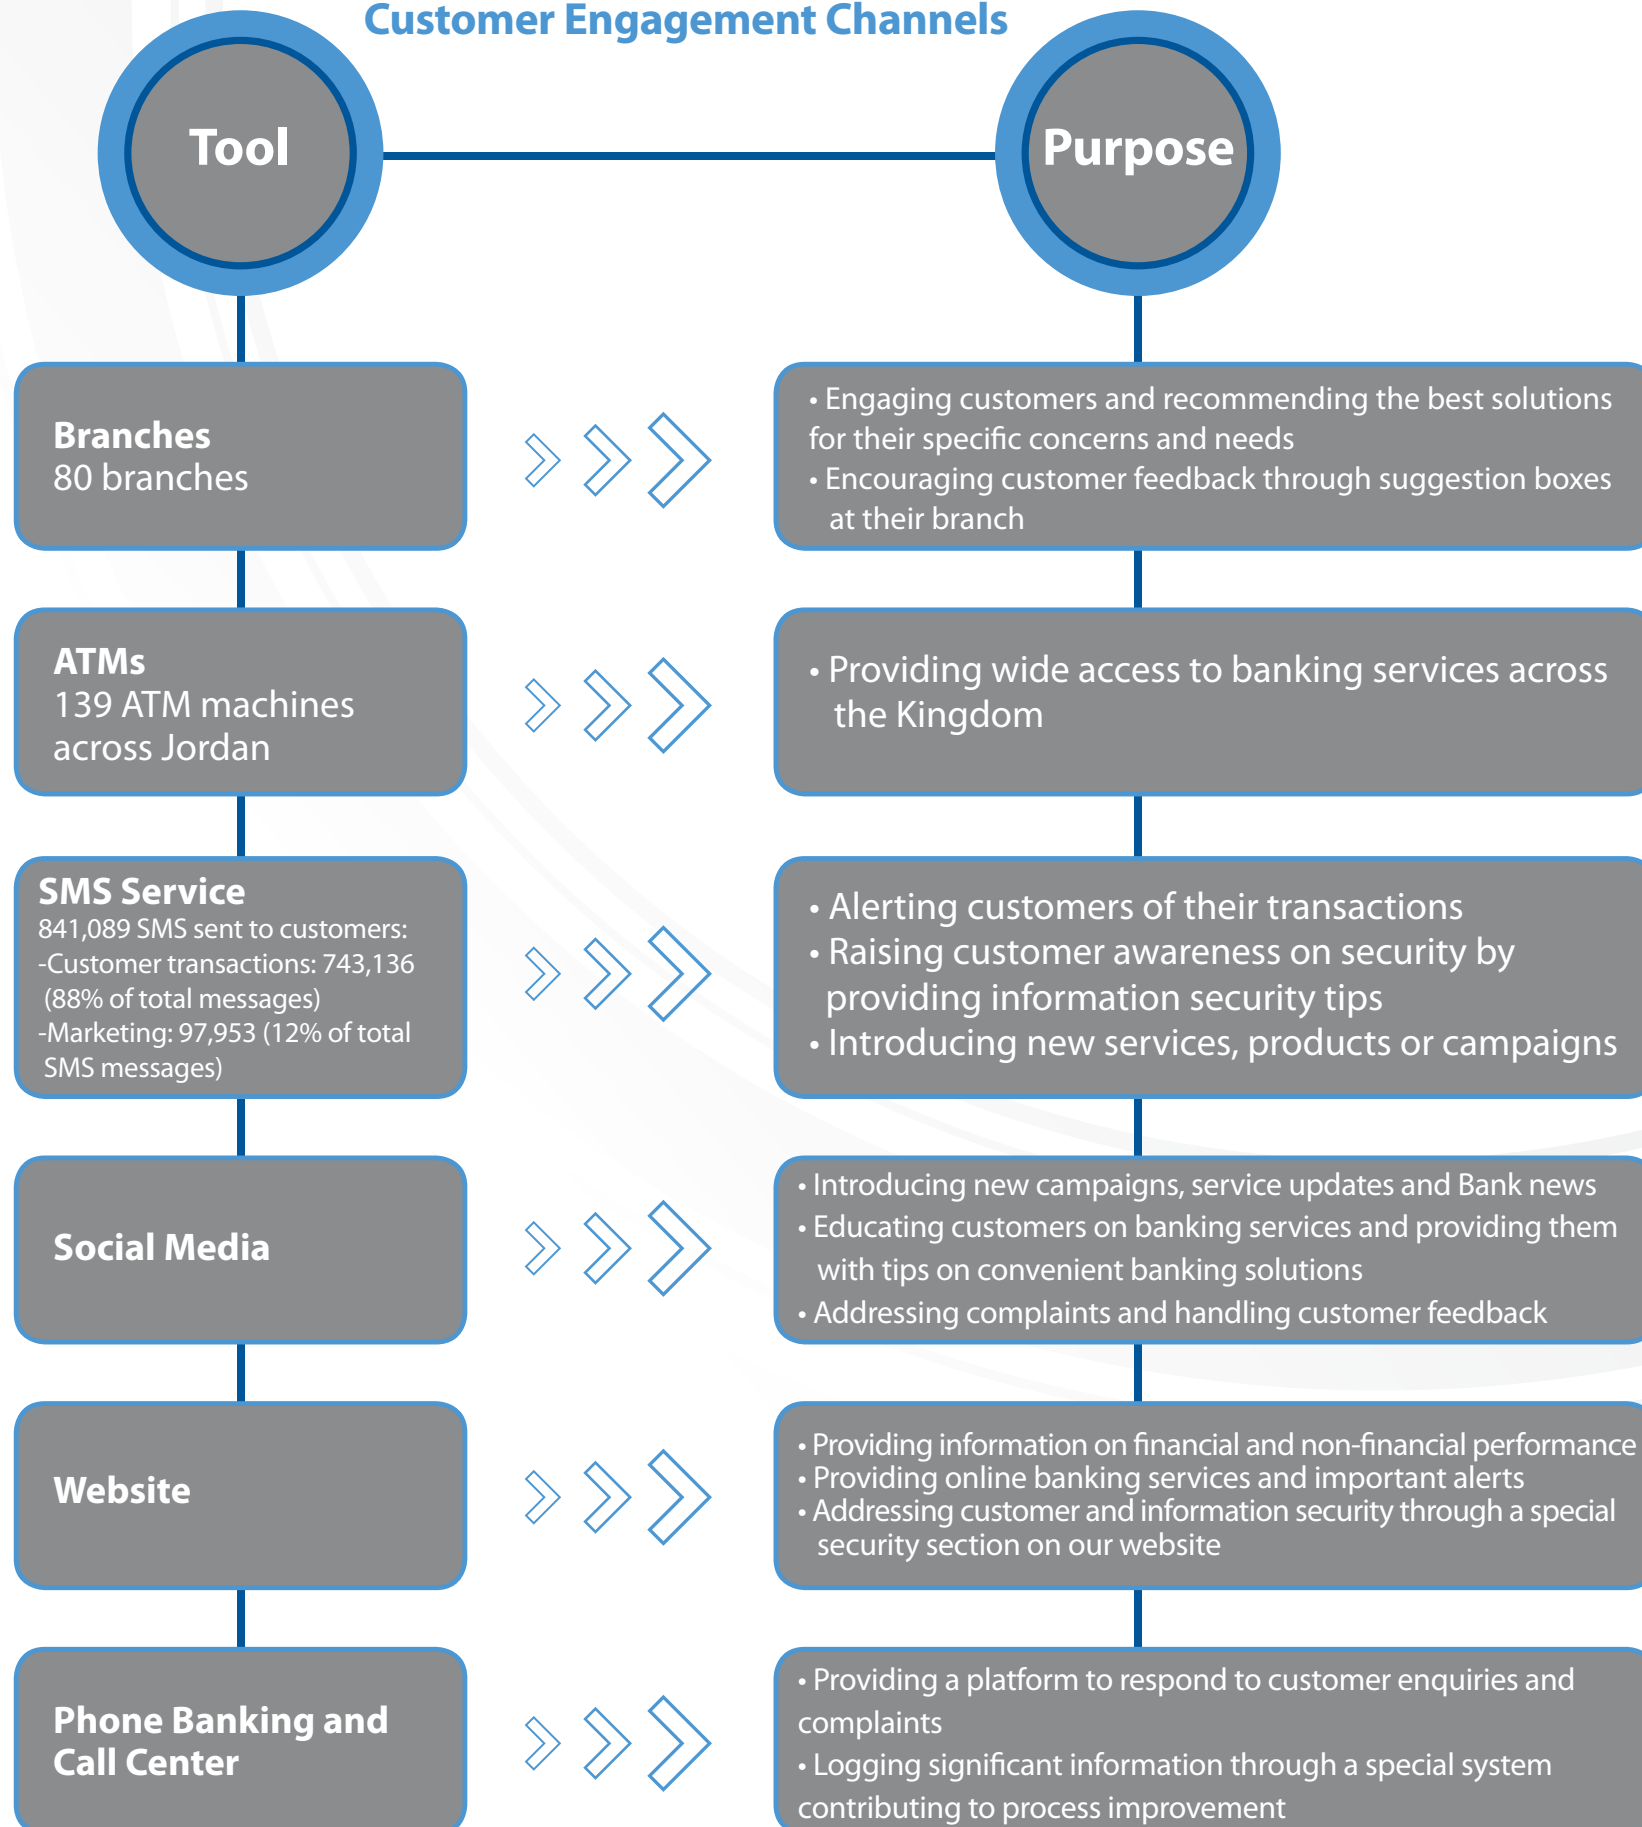 Customer Engagement Channels
Tool
Purpose
Branches
80 branches
• Engaging customers and recommending the best solutions
for their specific concerns and needs
• Encouraging customer feedback through suggestion boxes
at their branch
ATMs
139 ATM machines
across Jordan
• Providing wide access to banking services across
the Kingdom
SMS Service
841,089 SMS sent to customers:
-Customer transactions: 743,136
(88% of total messages)
-Marketing: 97,953 (12% of total
SMS messages)
• Alerting customers of their transactions
• Raising customer awareness on security by
providing information security tips
• Introducing new services, products or campaigns
Social Media
• Introducing new campaigns, service updates and Bank news
• Educating customers on banking services and providing them
with tips on convenient banking solutions
• Addressing complaints and handling customer feedback
Website
• Providing information on financial and non-financial performance
• Providing online banking services and important alerts
• Addressing customer and information security through a special
security section on our website
Phone Banking and
Call Center
• Providing a platform to respond to customer enquiries and
complaints
• Logging significant information through a special system
contributing to process improvement